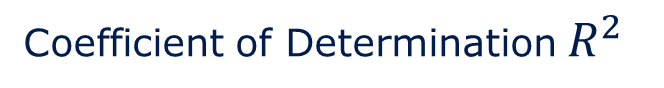 Coefficient of Determination R²